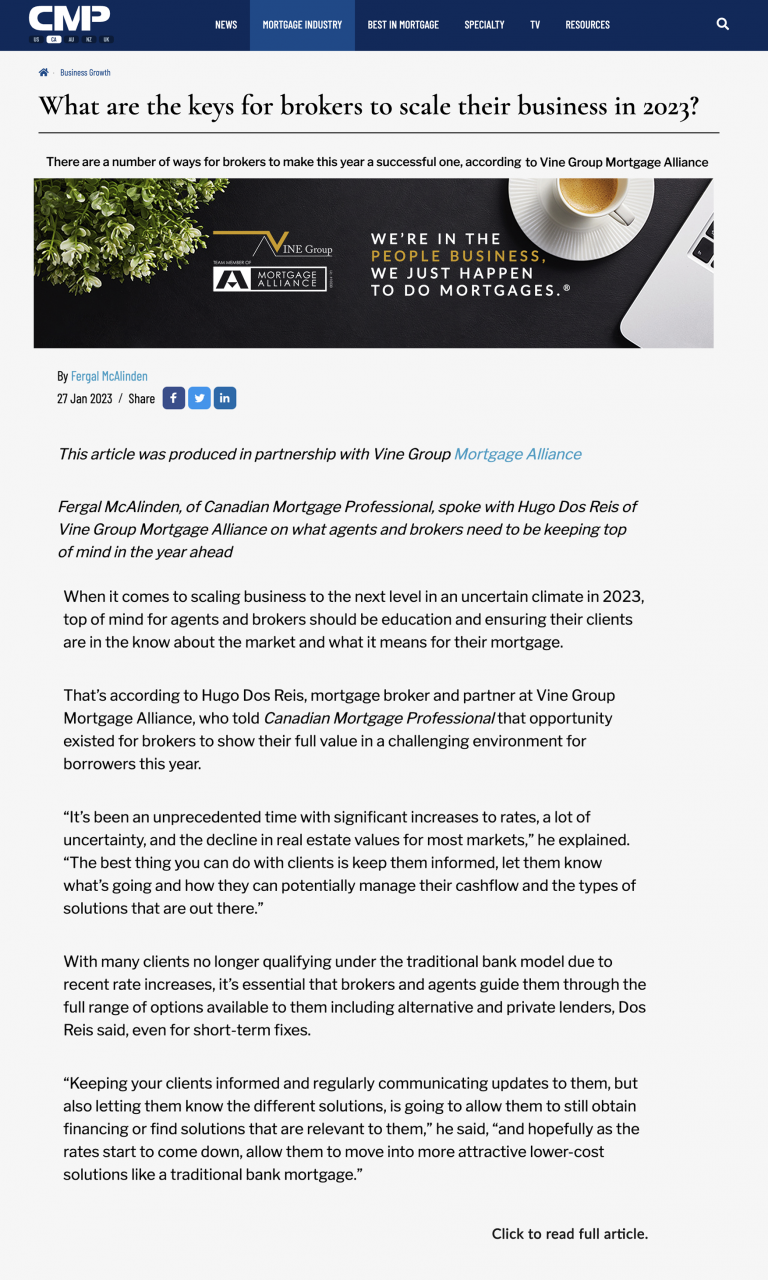 CMP
US CA AU NZ UK
NEWS MORTGAGE INDUSTRY BEST IN MORTGAGE SPECIALTY TV RESOURCES
Business Growth
What are the keys for brokers to scale their business in 2023?
There are a number of ways for brokers to make this year a successful one, according to Vine Group Mortgage Alliance
VINE Group
TEAM MEMBER OF
MORTGAGE
ALLIANCE
WE'RE IN THE
PEOPLE BUSINESS,
WE JUST HAPPEN
TO DO MORTGAGES.®
By Fergal McAlinden
27 Jan 2023 / Share
This article was produced in partnership with Vine Group Mortgage Alliance
Fergal McAlinden, of Canadian Mortgage Professional, spoke with Hugo Dos Reis of
Vine Group Mortgage Alliance on what agents and brokers need to be keeping top
of mind in the year ahead
When it comes to scaling business to the next level in an uncertain climate in 2023,
top of mind for agents and brokers should be education and ensuring their clients
are in the know about the market and what it means for their mortgage.
That's according to Hugo Dos Reis, mortgage broker and partner at Vine Group
Mortgage Alliance, who told Canadian Mortgage Professional that opportunity
existed for brokers to show their full value in a challenging environment for
borrowers this year.
“It's been an unprecedented time with significant increases to rates, a lot of
uncertainty, and the decline in real estate values for most markets,” he explained.
“The best thing you can do with clients is keep them informed, let them know
what's going and how they can potentially manage their cashflow and the types of
solutions that are out there.”
With many clients no longer qualifying under the traditional bank model due to
recent rate increases, it's essential that brokers and agents guide them through the
full range of options available to them including alternative and private lenders, Dos
Reis said, even for short-term fixes.
“Keeping your clients informed and regularly communicating updates to them, but
also letting them know the different solutions, is going to allow them to still obtain
financing or find solutions that are relevant to them,” he said, “and hopefully as the
rates start to come down, allow them to move into more attractive lower-cost
solutions like a traditional bank mortgage.”
Click to read full article.